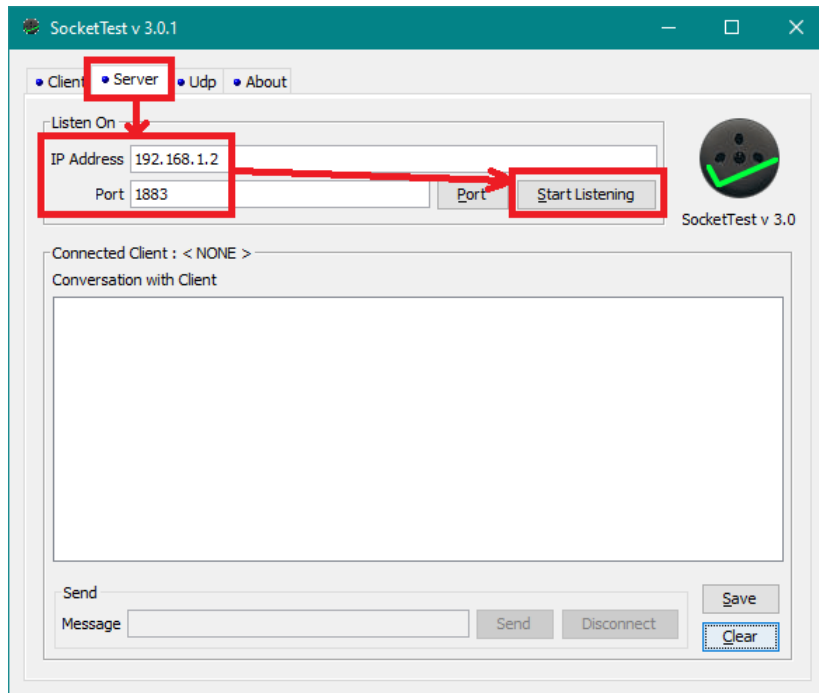 SocketTest v 3.0.1
Client Server Udp About
Listen On
IP Address 192.168.1.2
Port 1883 Port Start Listening
SocketTest v 3.0
Connected Client : < NONE >
Conversation with Client
Send
Message Send Disconnect
Save
Clear